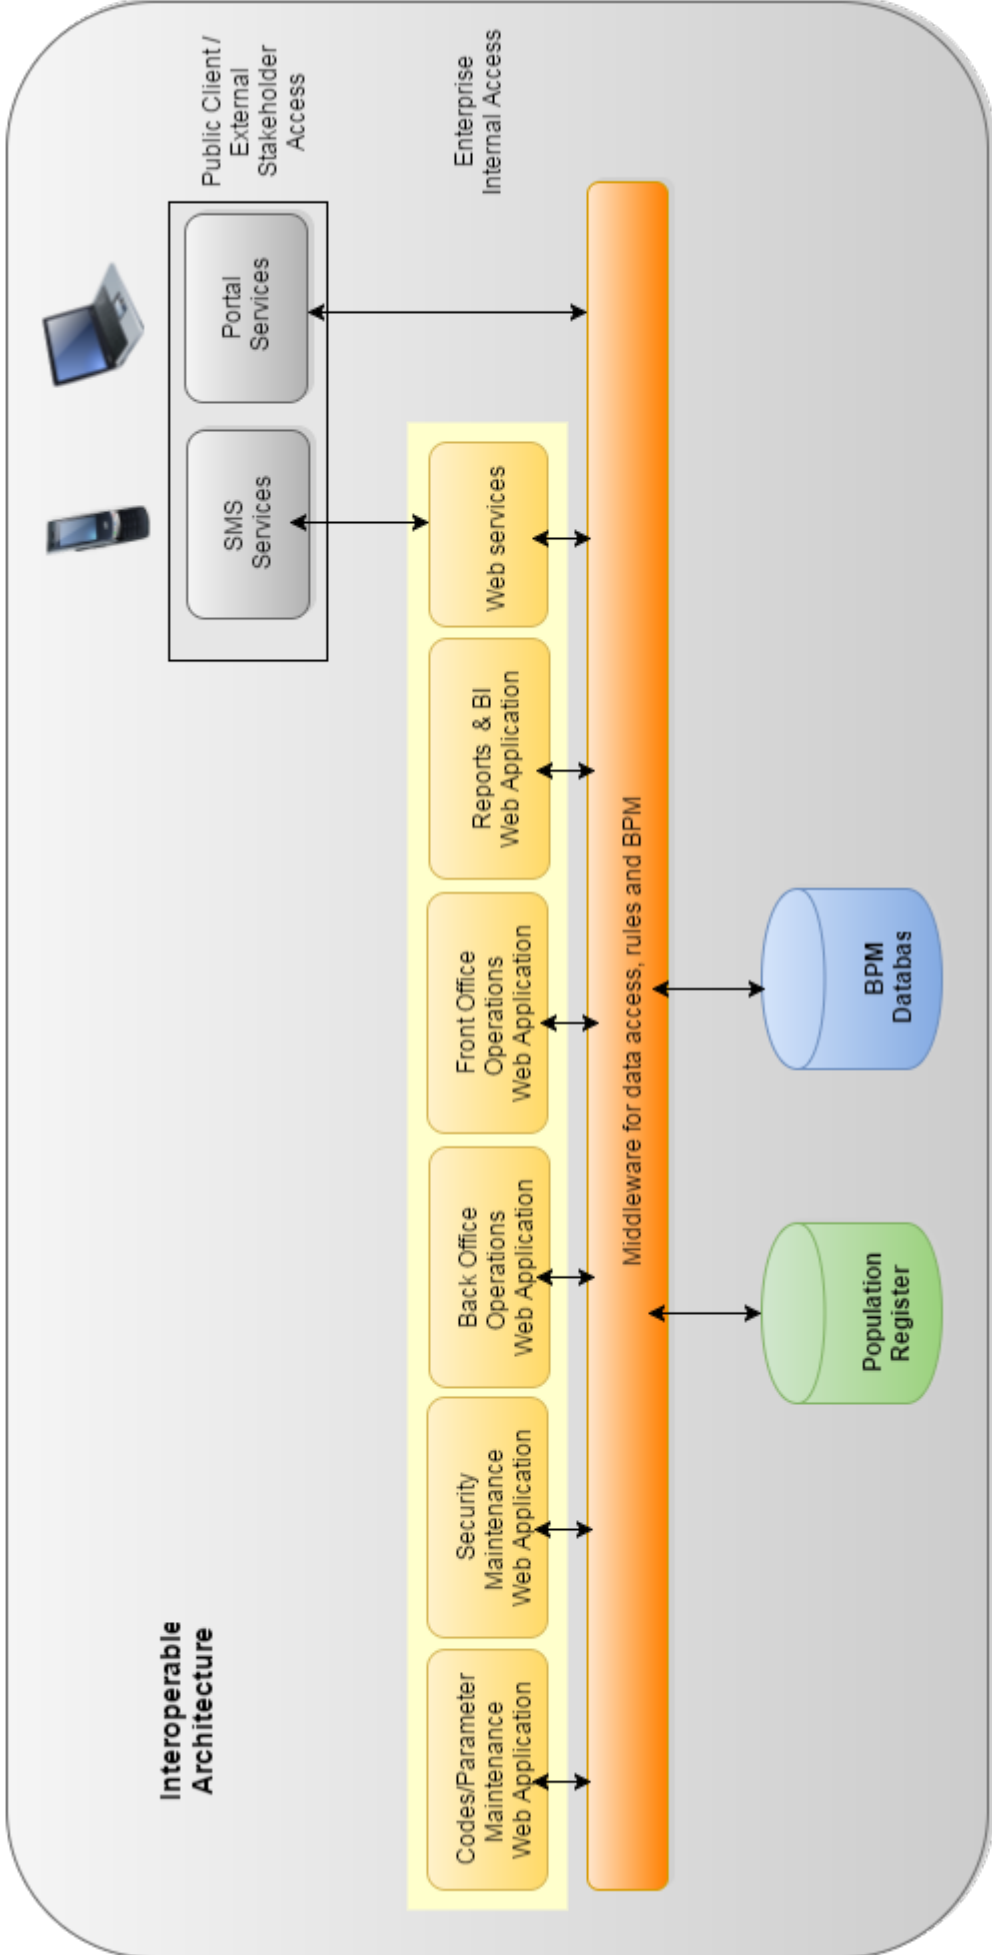 Interoperable
Architecture
Public Client /
External
Stakeholder
Access
SMS
Services
Portal
Services
Enterprise
Internal Access
Codes/Parameter
Maintenance
Web Application
Security
Maintenance
Web Application
Back Office
Operations
Web Application
Front Office
Operations
Web Application
Reports & BI
Web Application
Web services
Middleware for data access, rules and BPM
Population
Register
BPM
Databas